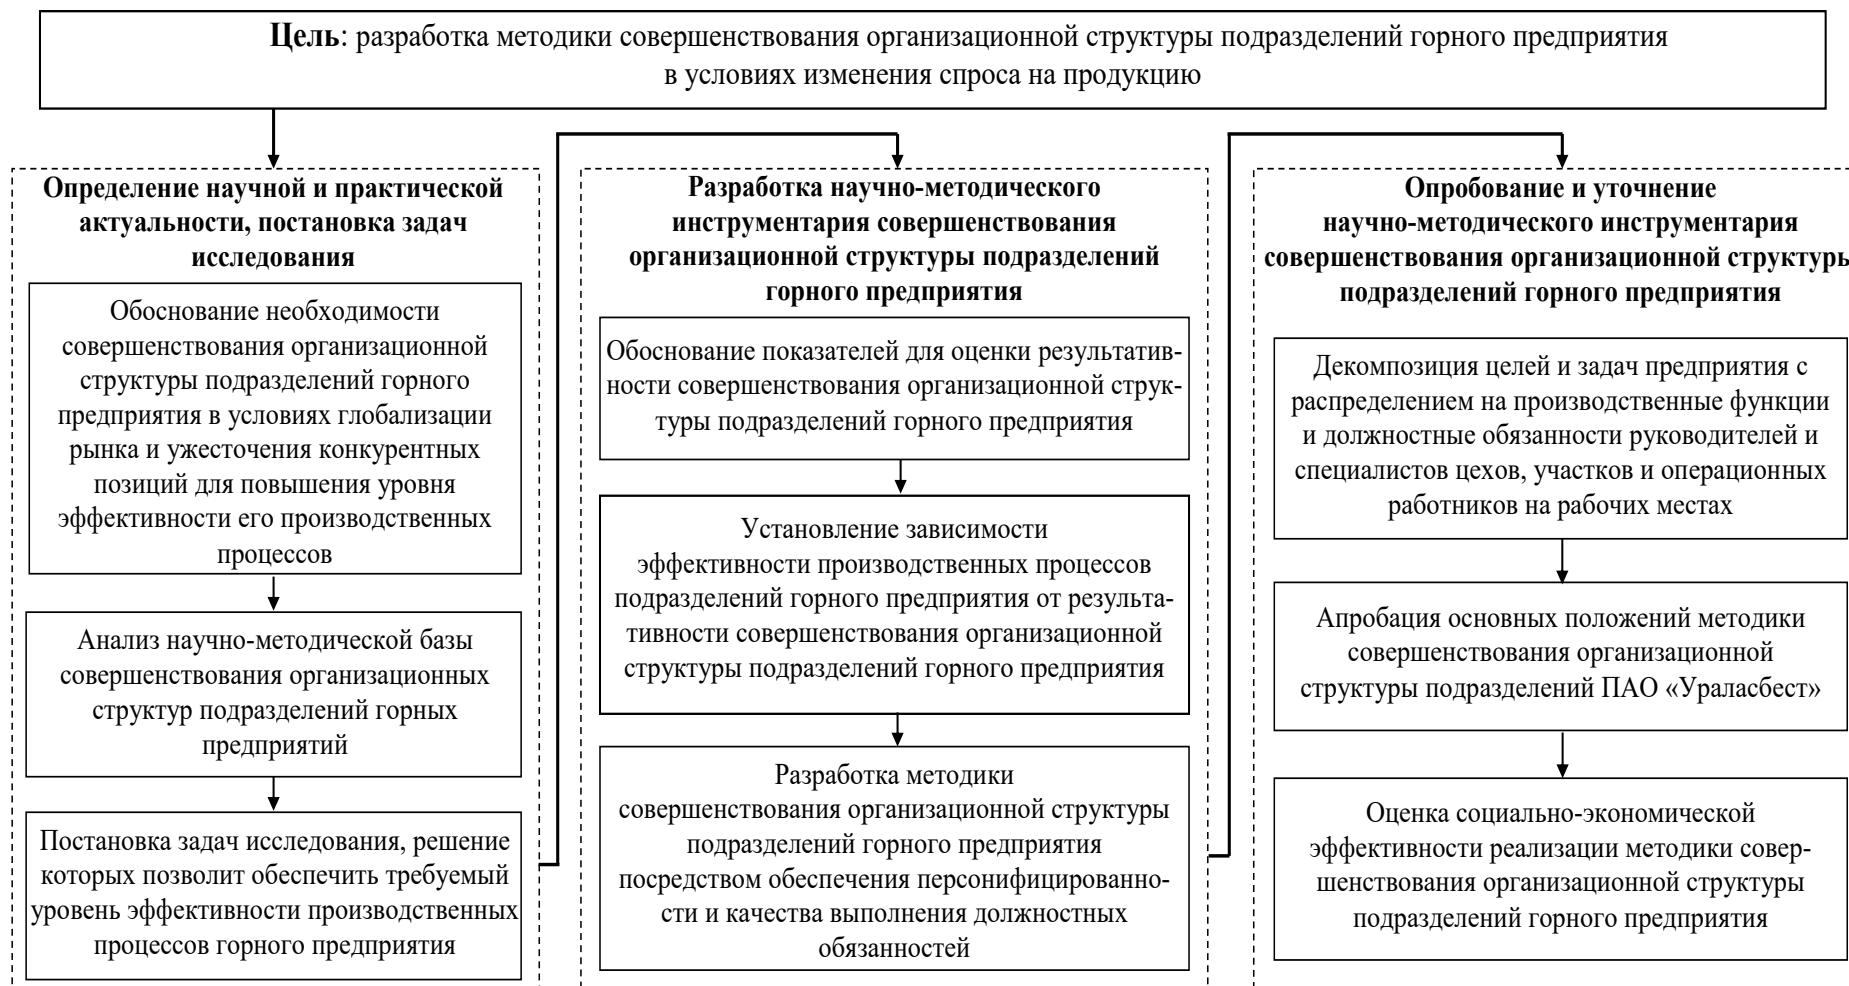 Цель: разработка методики совершенствования организационной структуры подразделений горного предприятия
в условиях изменения спроса на продукцию
Определение научной и практической
актуальности, постановка задач
исследования
Обоснование необходимости
совершенствования организационной
структуры подразделений горного
предприятия в условиях глобализации
рынка и ужесточения конкурентных
позиций для повышения уровня
эффективности его производственных
процессов
Анализ научно-методической базы
совершенствования организационных
структур подразделений горных
предприятий
Постановка задач исследования, решение
которых позволит обеспечить требуемый
уровень эффективности производственных
процессов горного предприятия
Разработка научно-методического
инструментария совершенствования
организационной структуры подразделений
горного предприятия
Обоснование показателей для оценки результатив-
ности совершенствования организационной струк-
туры подразделений горного предприятия
Установление зависимости
эффективности производственных процессов
подразделений горного предприятия от результа-
тивности совершенствования организационной
структуры подразделений горного предприятия
Разработка методики
совершенствования организационной структуры
подразделений горного предприятия
посредством обеспечения персонифицированно-
сти и качества выполнения должностных
обязанностей
Опробование и уточнение
научно-методического инструментария
совершенствования организационной структуры
подразделений горного предприятия
Декомпозиция целей и задач предприятия с
распределением на производственные функции
и должностные обязанности руководителей и
специалистов цехов, участков и операционных
работников на рабочих местах
Апробация основных положений методики
совершенствования организационной
структуры подразделений ПАО «Ураласбест»
Оценка социально-экономической
эффективности реализации методики совер-
шенствования организационной структуры
подразделений горного предприятия